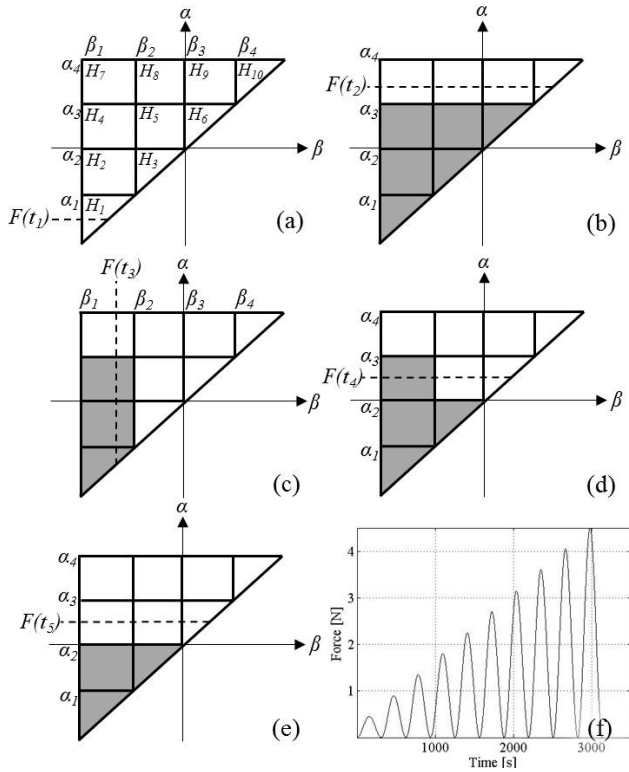 α α
β₁ β₂ β₃ β₄
α₄ H₇ H₈ H₉ H₁₀ α₄
F(t₂)
α₃ H₄ H₅ H₆ α₃
α₂ H₂ H₃ β α₂ β
α₁ H₁ α₁
F(t₁) (a) (b)
F(t₃) α α
β₁ β₂ β₃ β₄
α₄
α₃
F(t₄)
β α₂ β
α₁
(c) (d)
α
α₄
α₃
F(t₅)
α₂ β
α₁
(e)
4
3
2
1
Force [N]
1000 2000 3000
Time [s]
(f)